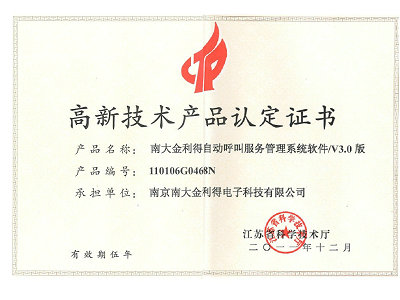 高新技术产品认定证书
产品名称：南大金利得自动呼叫服务管理系统软件/V3.0版
产品编号：110106G0468N
承担单位：南京南大金利得电子科技有限公司
江苏省科学技术厅
二〇一一年十二月
有效期伍年